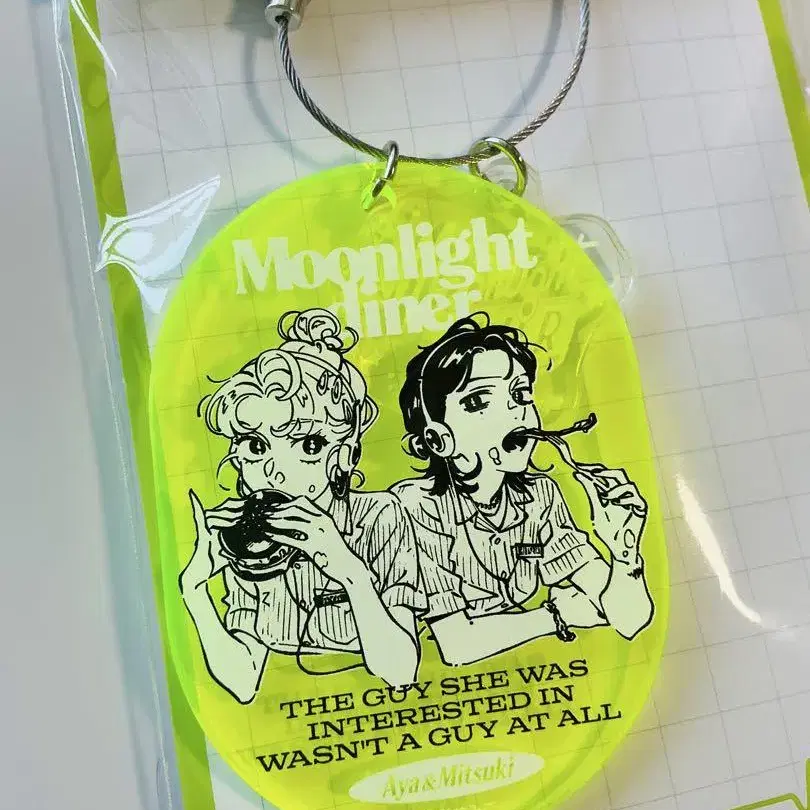 Moonlight
diner
THE GUY SHE WAS
INTERESTED IN
WASN'T A GUY AT ALL
Aya & Mitsuki